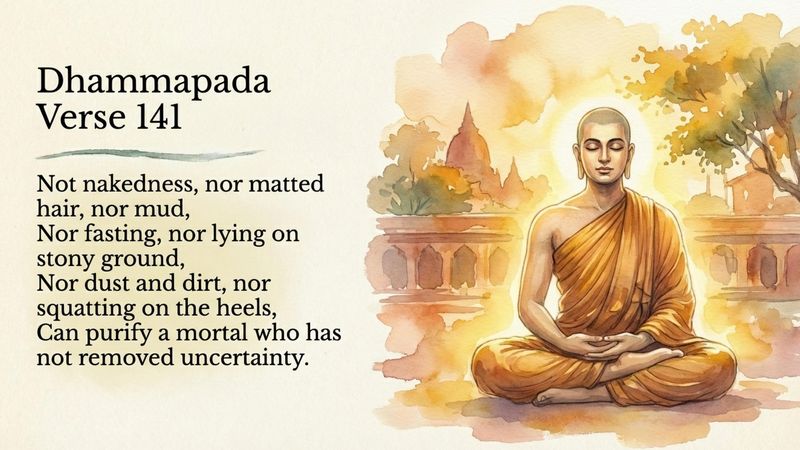 Dhammapada
Verse 141
Not nakedness, nor matted
hair, nor mud,
Nor fasting, nor lying on
stony ground,
Nor dust and dirt, nor
squatting on the heels,
Can purify a mortal who has
not removed uncertainty.